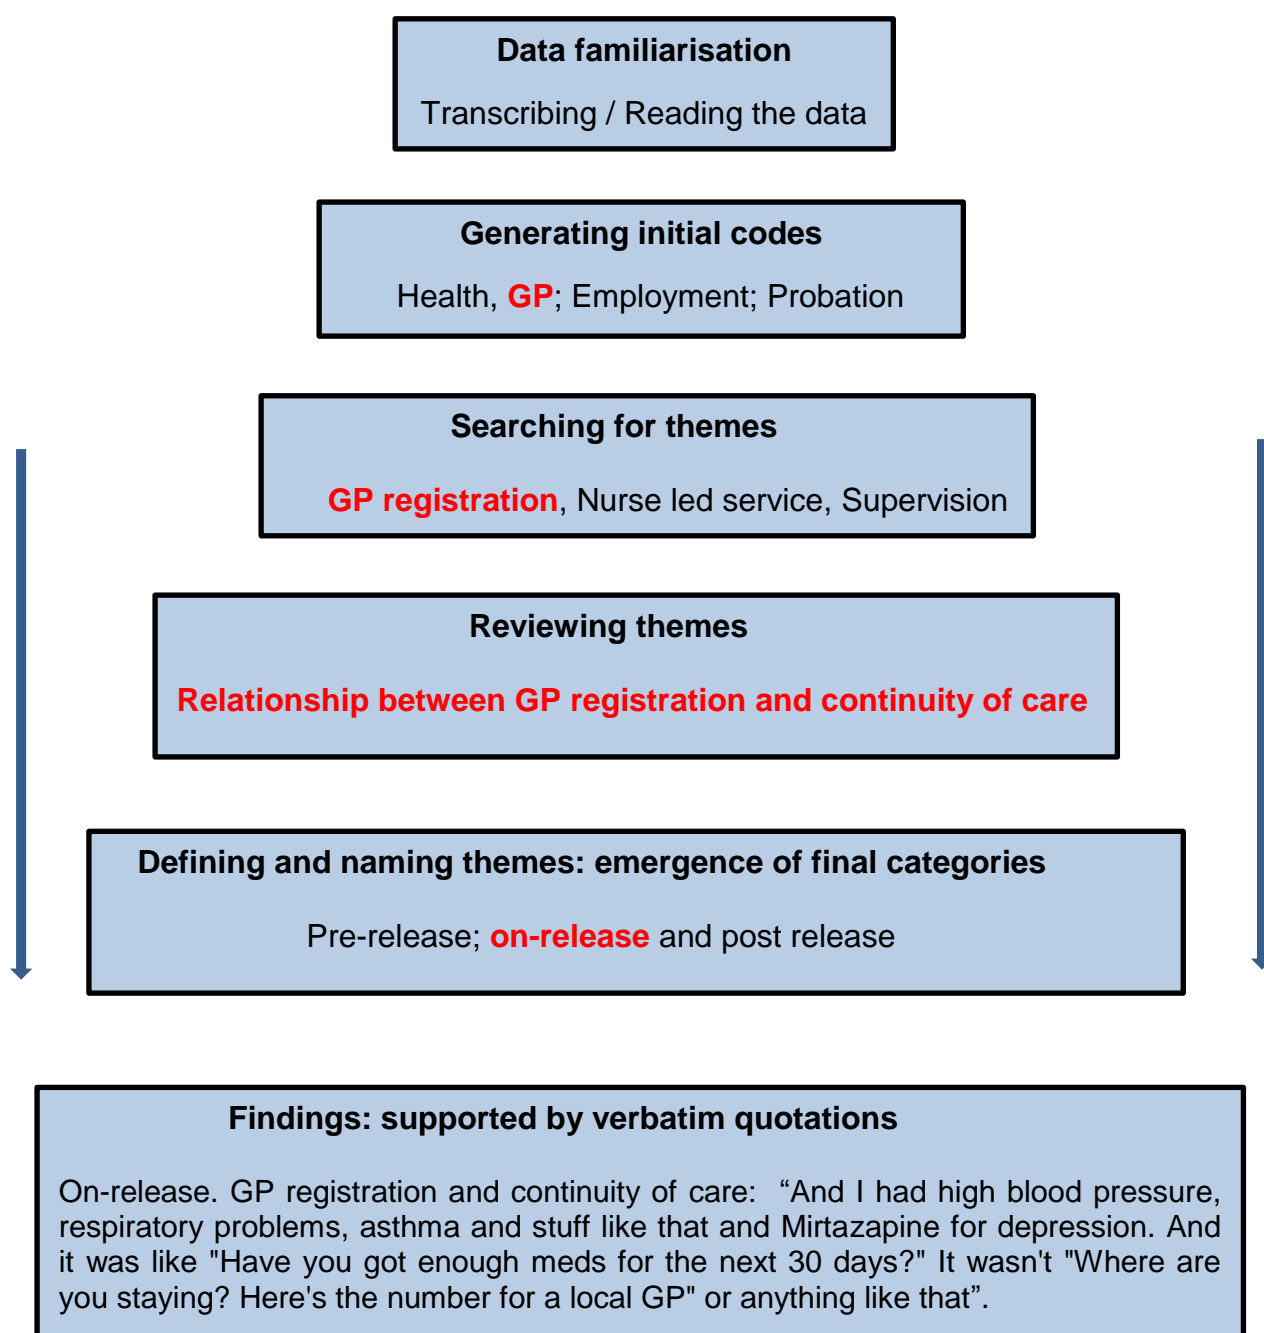 Data familiarisation
Transcribing / Reading the data
Generating initial codes
Health, GP; Employment; Probation
Searching for themes
GP registration, Nurse led service, Supervision
Reviewing themes
Relationship between GP registration and continuity of care
Defining and naming themes: emergence of final categories
Pre-release; on-release and post release
Findings: supported by verbatim quotations
On-release. GP registration and continuity of care: “And I had high blood pressure,
respiratory problems, asthma and stuff like that and Mirtazapine for depression. And
it was like "Have you got enough meds for the next 30 days?" It wasn't "Where are
you staying? Here's the number for a local GP" or anything like that”.